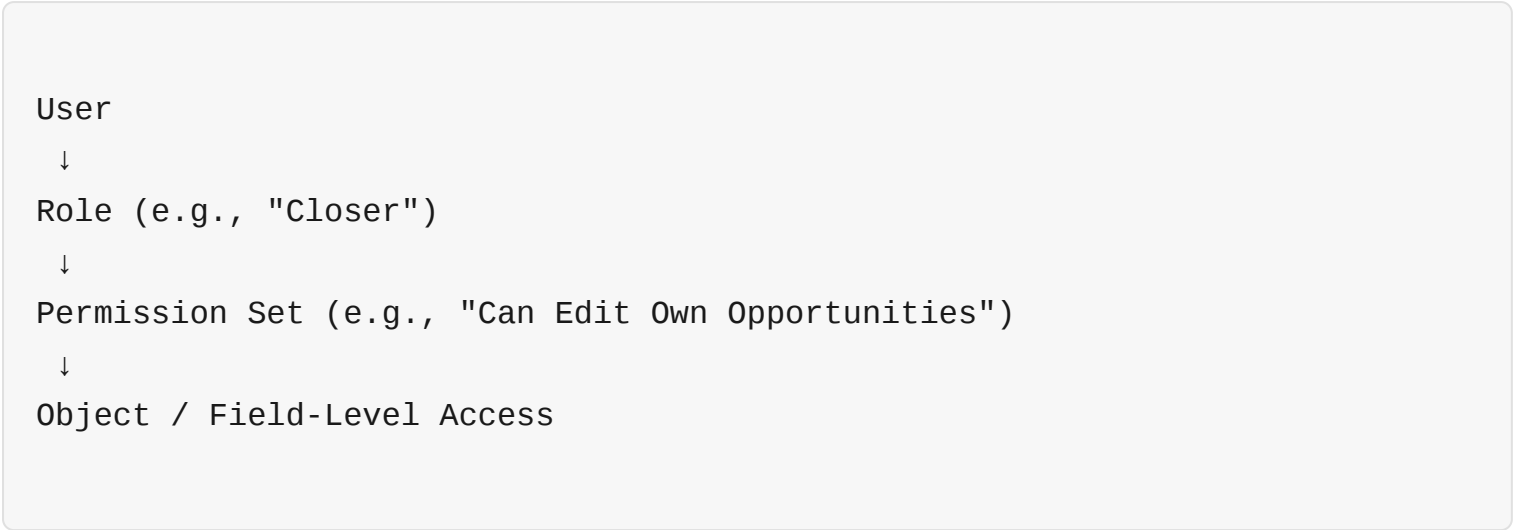 User
↓
Role (e.g., "Closer")
↓
Permission Set (e.g., "Can Edit Own Opportunities")
↓
Object / Field-Level Access